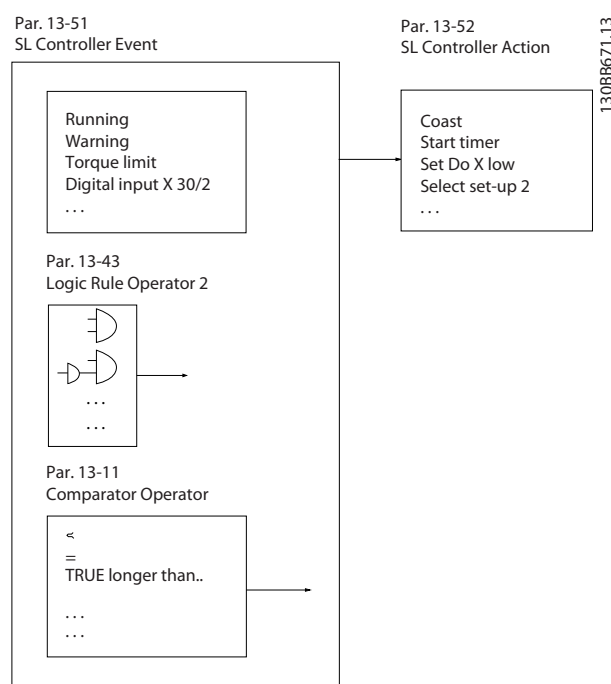 Par. 13-51
SL Controller Event
Par. 13-52
SL Controller Action
130BB671.13
Running
Warning
Torque limit
Digital input X 30/2
. . .
Coast
Start timer
Set Do X low
Select set-up 2
. . .
Par. 13-43
Logic Rule Operator 2
. . .
. . .
Par. 13-11
Comparator Operator
=
TRUE longer than..
. . .
. . .